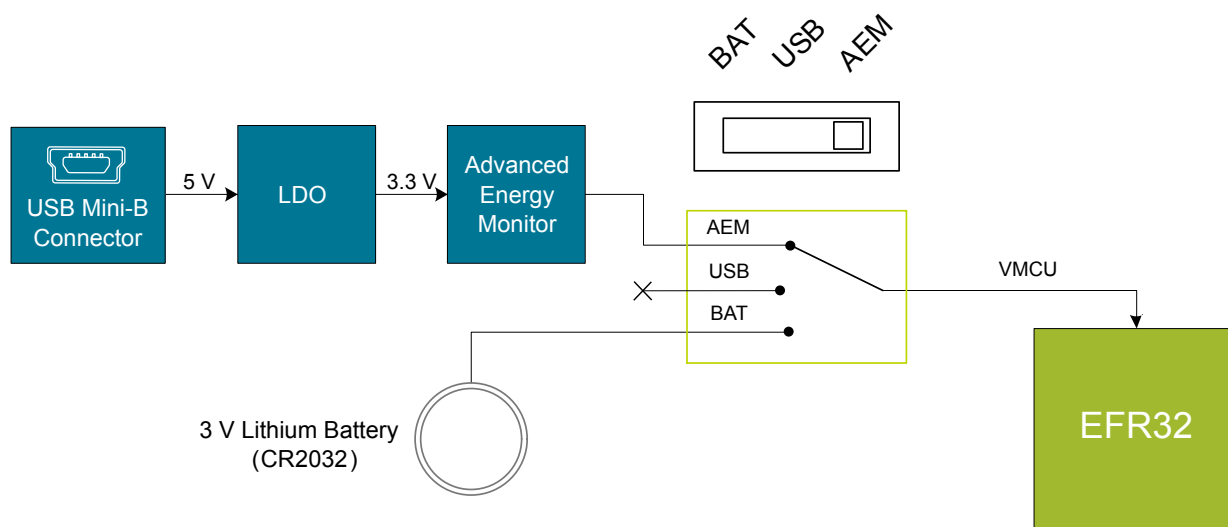 BAT
USB
AEM
USB Mini-B
Connector
5 V
LDO
3.3 V
Advanced
Energy
Monitor
AEM
USB
BAT
VMCU
3 V Lithium Battery
(CR2032)
EFR32